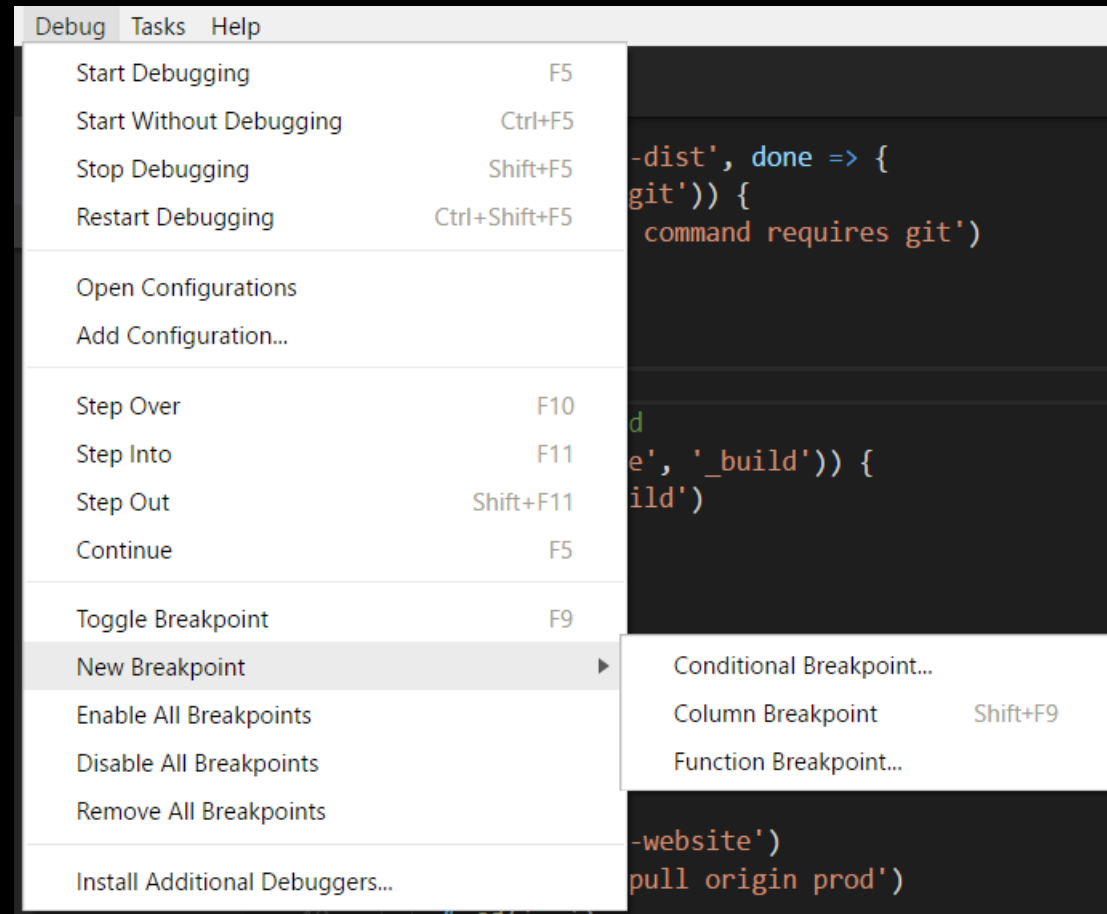 Debug Tasks Help
Start Debugging F5
Start Without Debugging Ctrl+F5
Stop Debugging Shift+F5
Restart Debugging Ctrl+Shift+F5
Open Configurations
Add Configuration...
Step Over F10
Step Into F11
Step Out Shift+F11
Continue F5
Toggle Breakpoint F9
New Breakpoint
Enable All Breakpoints
Disable All Breakpoints
Remove All Breakpoints
Install Additional Debuggers...
Conditional Breakpoint...
Column Breakpoint Shift+F9
Function Breakpoint...
-dist', done => {
git')) {
command requires git')
d
e', '_build')) {
ild')
-website')
pull origin prod')